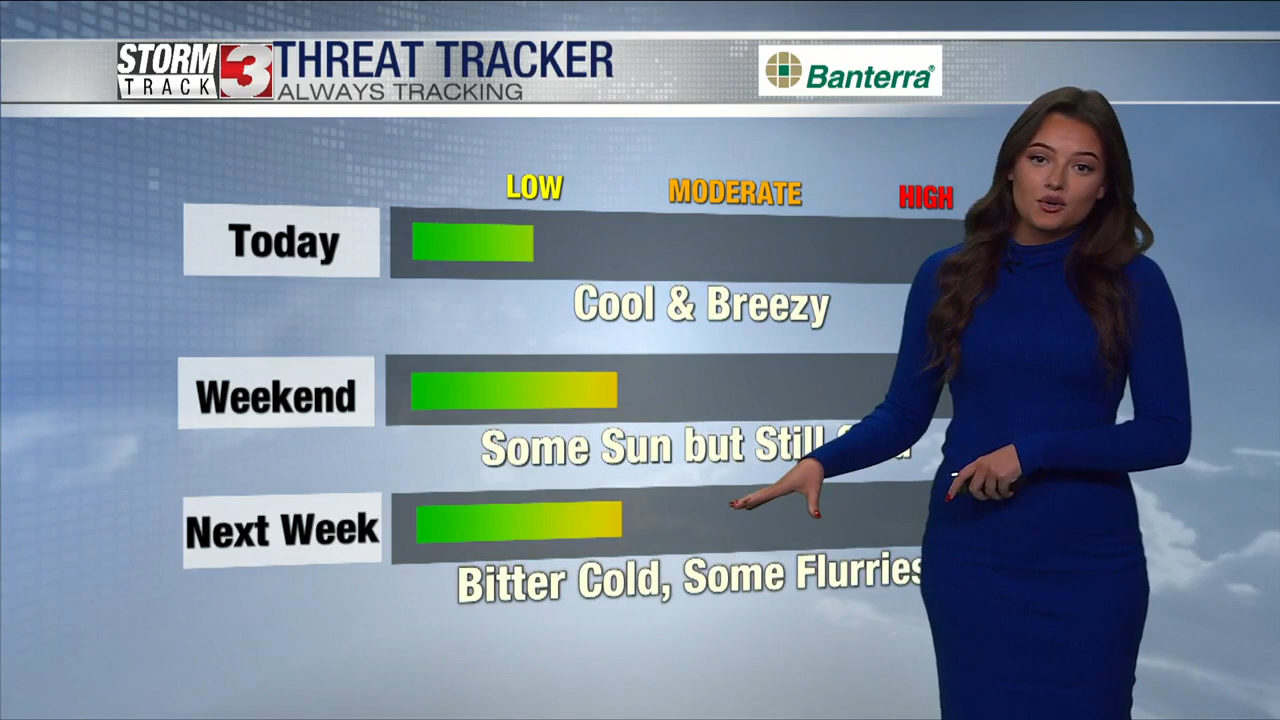 STORM
TRACK
3
THREAT TRACKER
ALWAYS TRACKING
Banterra®
LOW
MODERATE
HIGH
Today
Cool & Breezy
Weekend
Some Sun but Still
Next Week
Bitter Cold, Some Flurries